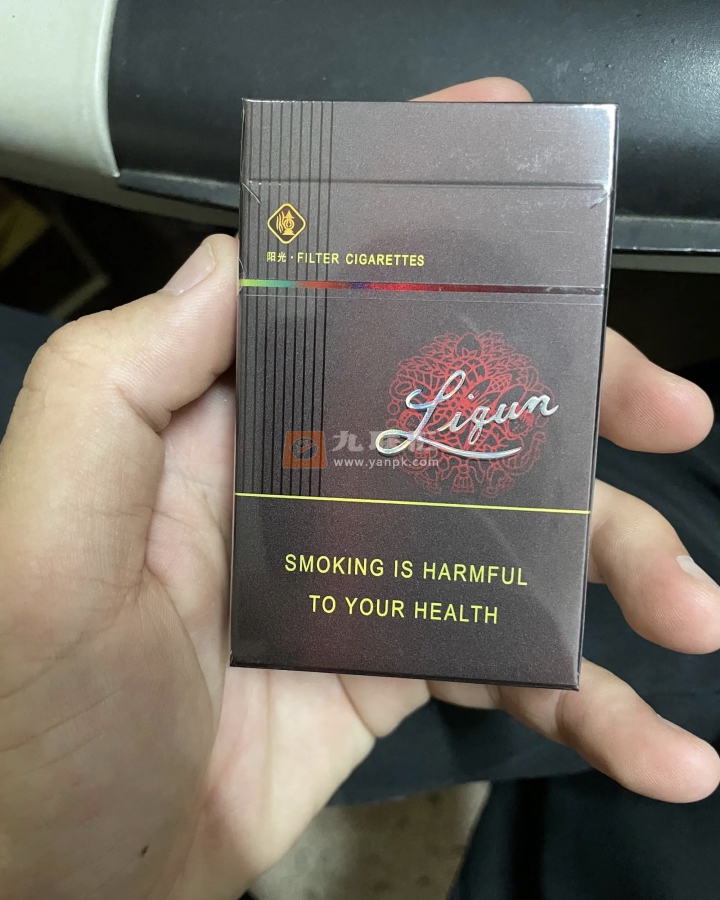 阳光·FILTER CIGARETTES
Liqun
www.yanpk.com
SMOKING IS HARMFUL
TO YOUR HEALTH